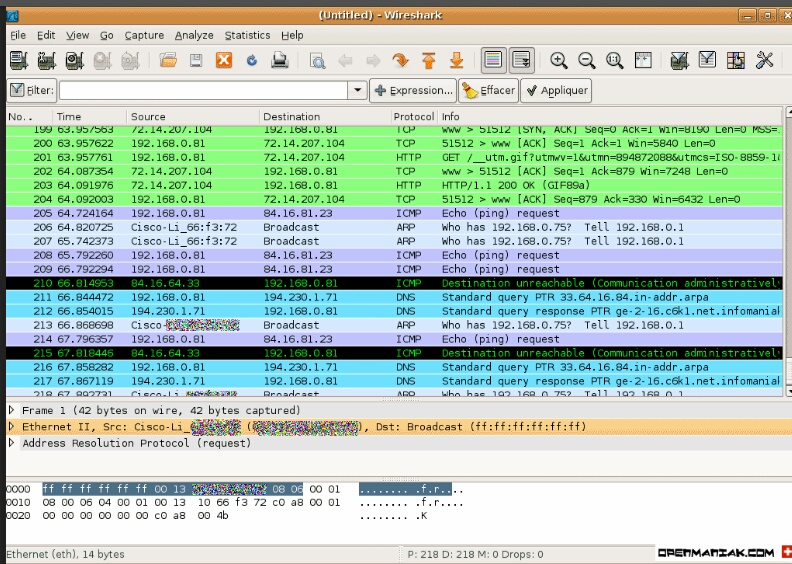 (Untitled) - Wireshark
File Edit View Go Capture Analyze Statistics Help
Filter: Expression... Effacer Appliquer
No. . Time Source Destination Protocol Info
199 63.957563 72.14.207.104 192.168.0.81 TCP www > 51512 [SYN, ACK] Seq=0 Ack=1 Win=8190 Len=0 MSS=
200 63.957622 192.168.0.81 72.14.207.104 TCP 51512 > www [ACK] Seq=1 Ack=1 Win=5840 Len=0
201 63.957761 192.168.0.81 72.14.207.104 HTTP GET /__utm.gif?utmwv=1&utmn=894872088&utmcs=ISO-8859-1
202 64.087354 72.14.207.104 192.168.0.81 TCP www > 51512 [ACK] Seq=1 Ack=879 Win=7248 Len=0
203 64.091976 72.14.207.104 192.168.0.81 HTTP HTTP/1.1 200 OK (GIF89a)
204 64.092003 192.168.0.81 72.14.207.104 TCP 51512 > www [ACK] Seq=879 Ack=330 Win=6432 Len=0
205 64.724164 192.168.0.81 84.16.81.23 ICMP Echo (ping) request
206 64.820725 Cisco-Li_66:f3:72 Broadcast ARP Who has 192.168.0.75? Tell 192.168.0.1
207 65.742373 Cisco-Li_66:f3:72 Broadcast ARP Who has 192.168.0.75? Tell 192.168.0.1
208 65.792260 192.168.0.81 84.16.81.23 ICMP Echo (ping) request
209 66.792294 192.168.0.81 84.16.81.23 ICMP Echo (ping) request
210 66.814953 84.16.64.33 192.168.0.81 ICMP Destination unreachable (Communication administrativel
211 66.844472 192.168.0.81 194.230.1.71 DNS Standard query PTR 33.64.16.84.in-addr.arpa
212 66.854015 194.230.1.71 192.168.0.81 DNS Standard query response PTR ge-2-16.c6k1.net.infomania
213 66.868698 Cisco- Broadcast ARP Who has 192.168.0.75? Tell 192.168.0.1
214 67.796357 192.168.0.81 84.16.81.23 ICMP Echo (ping) request
215 67.818446 84.16.64.33 192.168.0.81 ICMP Destination unreachable (Communication administrativel
216 67.858282 192.168.0.81 194.230.1.71 DNS Standard query PTR 33.64.16.84.in-addr.arpa
217 67.867119 194.230.1.71 192.168.0.81 DNS Standard query response PTR ge-2-16.c6k1.net.infomania
218 67.892731 Cisco-Li Broadcast ARP Who has 192.168.0.75? Tell 192.168.0.1
Frame 1 (42 bytes on wire, 42 bytes captured)
Ethernet II, Src: Cisco-Li_ ( ), Dst: Broadcast (ff:ff:ff:ff:ff:ff)
Address Resolution Protocol (request)
0000 ff ff ff ff ff ff 00 13 08 06 00 01 ........ .f.r....
0010 08 00 06 04 00 01 00 13 10 66 f3 72 c0 a8 00 01 ........ .f.r....
0020 00 00 00 00 00 00 c0 a8 00 4b ........ .K
Ethernet (eth), 14 bytes P: 218 D: 218 M: 0 Drops: 0
OPENMANIAK.COM